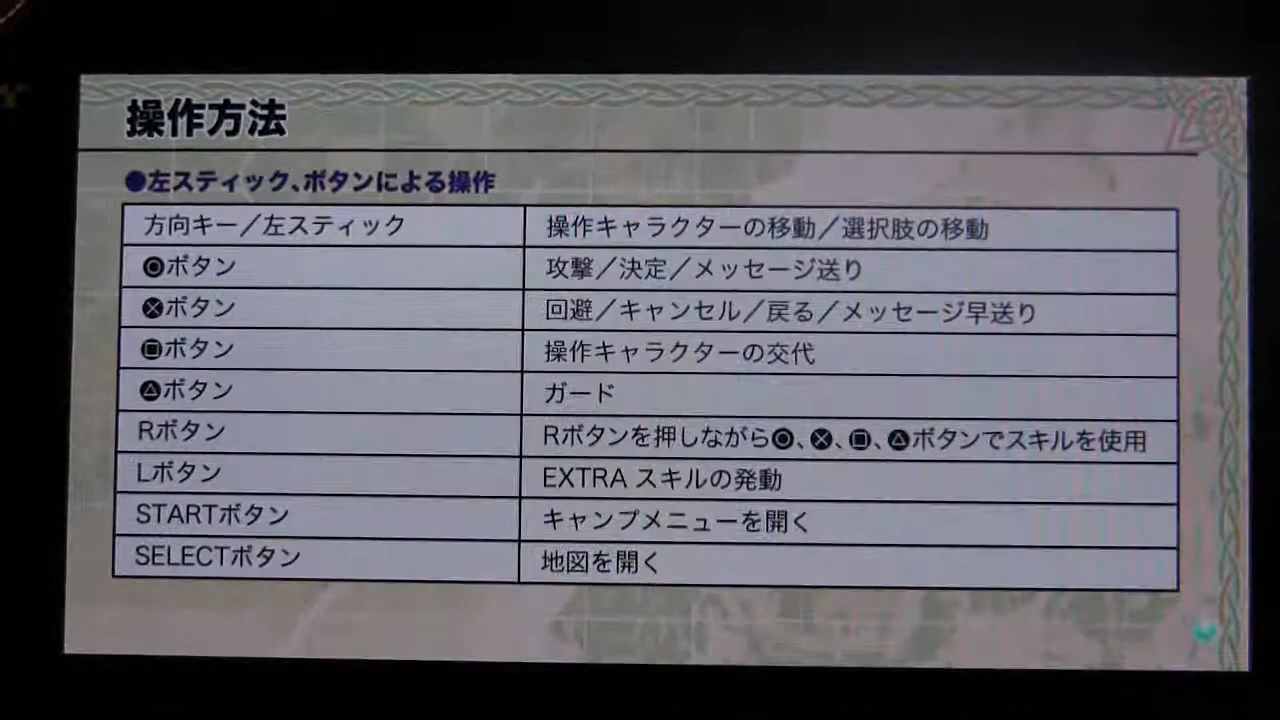 操作方法
●左スティック、ボタンによる操作
方向キー／左スティック 操作キャラクターの移動／選択肢の移動
◎ボタン 攻撃／決定／メッセージ送り
⊗ボタン 回避／キャンセル／戻る／メッセージ早送り
□ボタン 操作キャラクターの交代
△ボタン ガード
Rボタン Rボタンを押しながら◎、⊗、□、△ボタンでスキルを使用
Lボタン EXTRA スキルの発動
STARTボタン キャンプメニューを開く
SELECTボタン 地図を開く